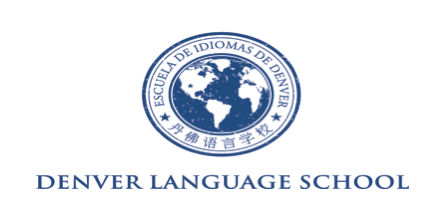 ESCUELA DE IDIOMAS DE DENVER
★ 丹佛语言学校 ★
DENVER LANGUAGE SCHOOL